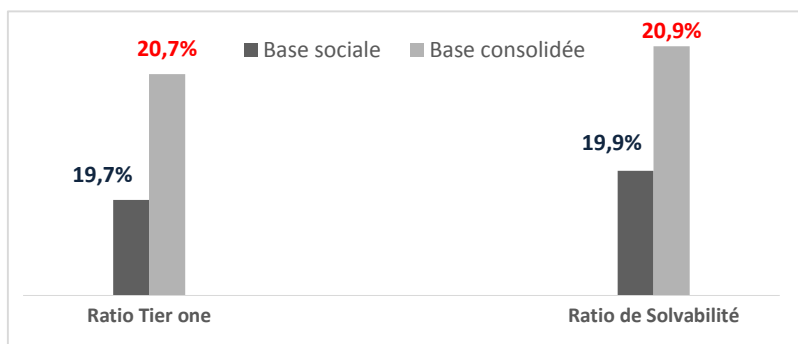 Base sociale Base consolidée
20,7%
19,7%
20,9%
19,9%
Ratio Tier one
Ratio de Solvabilité